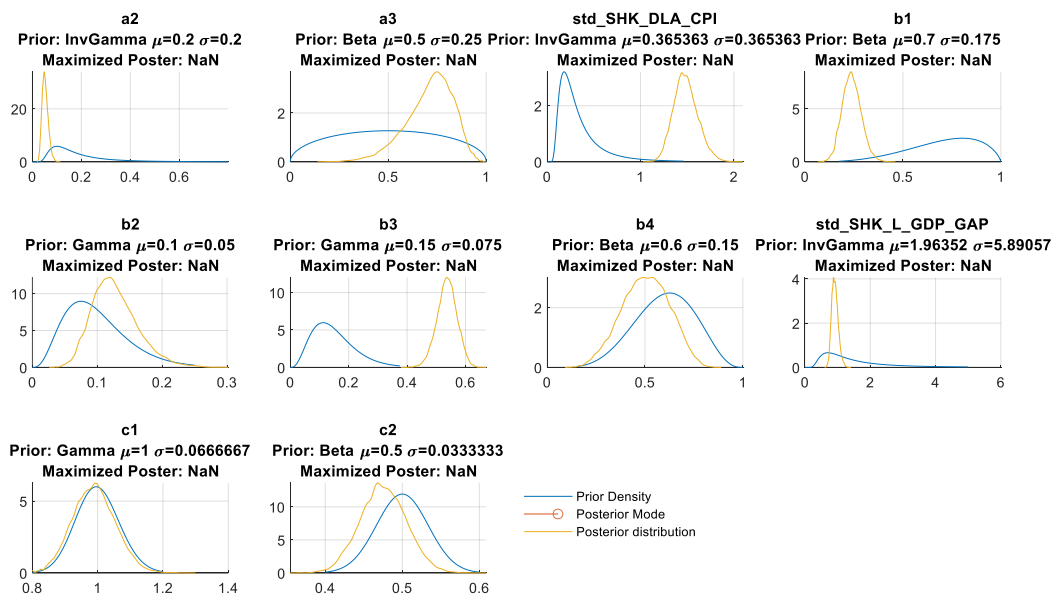 a2
Prior: InvGamma μ=0.2 σ=0.2
Maximized Poster: NaN
20
0
0 0.2 0.4 0.6
a3
Prior: Beta μ=0.5 σ=0.25
Maximized Poster: NaN
2
0
0 0.5 1
std_SHK_DLA_CPI
Prior: InvGamma μ=0.365363 σ=0.365363
Maximized Poster: NaN
2
0
0 1 2
b1
Prior: Beta μ=0.7 σ=0.175
Maximized Poster: NaN
5
0
0 0.5 1
b2
Prior: Gamma μ=0.1 σ=0.05
Maximized Poster: NaN
10
5
0
0 0.1 0.2 0.3
b3
Prior: Gamma μ=0.15 σ=0.075
Maximized Poster: NaN
10
5
0
0 0.2 0.4 0.6
b4
Prior: Beta μ=0.6 σ=0.15
Maximized Poster: NaN
2
0
0 0.5 1
std_SHK_L_GDP_GAP
Prior: InvGamma μ=1.96352 σ=5.89057
Maximized Poster: NaN
4
2
0
0 2 4 6
c1
Prior: Gamma μ=1 σ=0.0666667
Maximized Poster: NaN
5
0
0.8 1 1.2 1.4
c2
Prior: Beta μ=0.5 σ=0.0333333
Maximized Poster: NaN
10
5
0
0.4 0.5 0.6
Prior Density
Posterior Mode
Posterior distribution